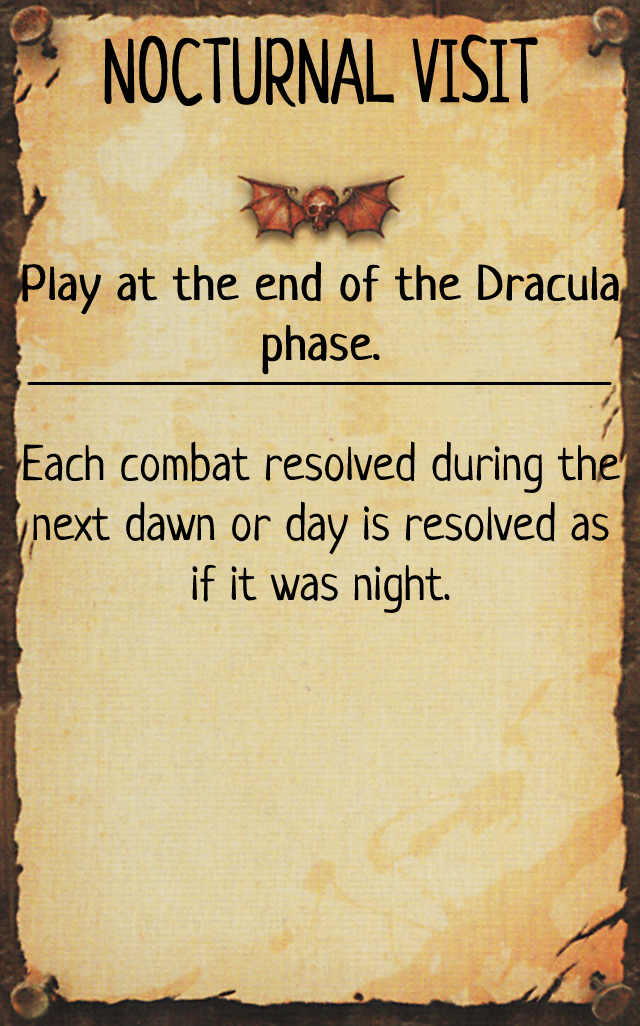 NOCTURNAL VISIT
Play at the end of the Dracula
phase.
Each combat resolved during the
next dawn or day is resolved as
if it was night.